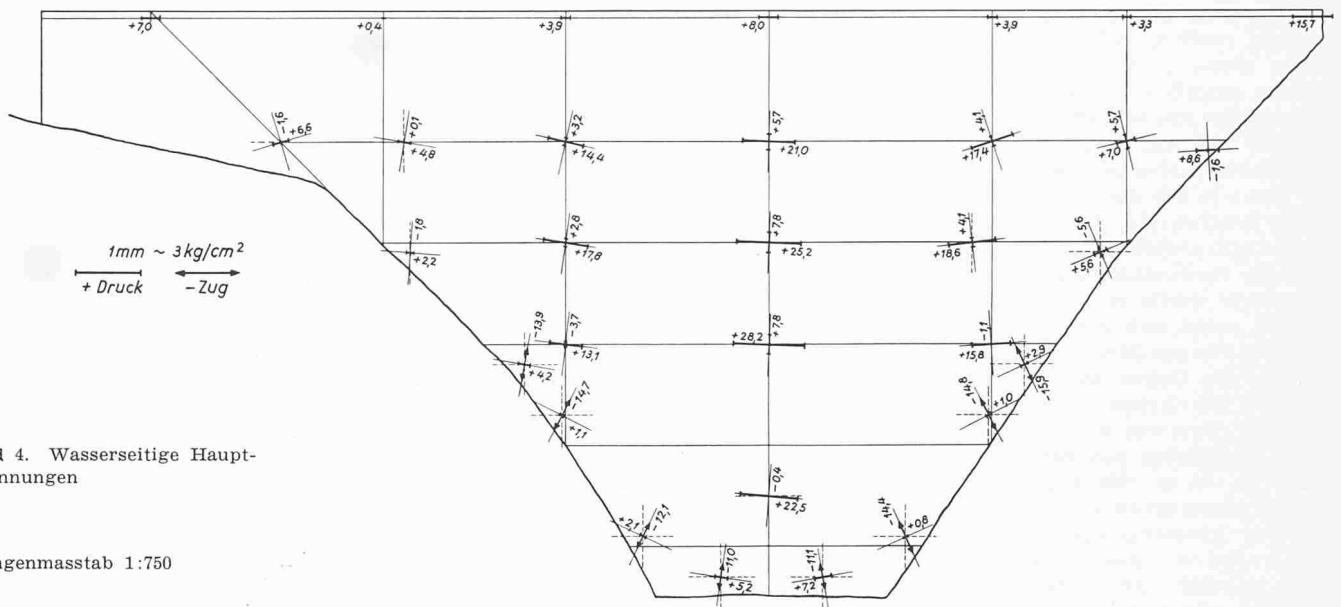 +7,0 +0,4 +3,9 +8,0 +3,9 +3,3 +15,7
-1,6 +6,6 +0,1 +4,8 +3,2 +14,4 +5,7 +21,0 +4,1 +17,4 +5,7 +7,0 +8,6 -1,6
-1,8 +2,2 +2,8 +17,8 +7,8 +25,2 +4,1 +18,6 -5,6 +5,6
1mm ~ 3kg/cm²
+ Druck - Zug
-13,9 +4,2 -3,7 +13,1 +28,2 +7,8 -1,1 +15,8 +2,9 -15,9
-14,7 +1,1 -14,8 +1,0
4. Wasserseitige Haupt-
nnungen
-0,4 +22,5
+2,1 -12,1 -14,4 +0,8
ngenmasstab 1:750
-11,0 +5,2 -11,1 +7,2